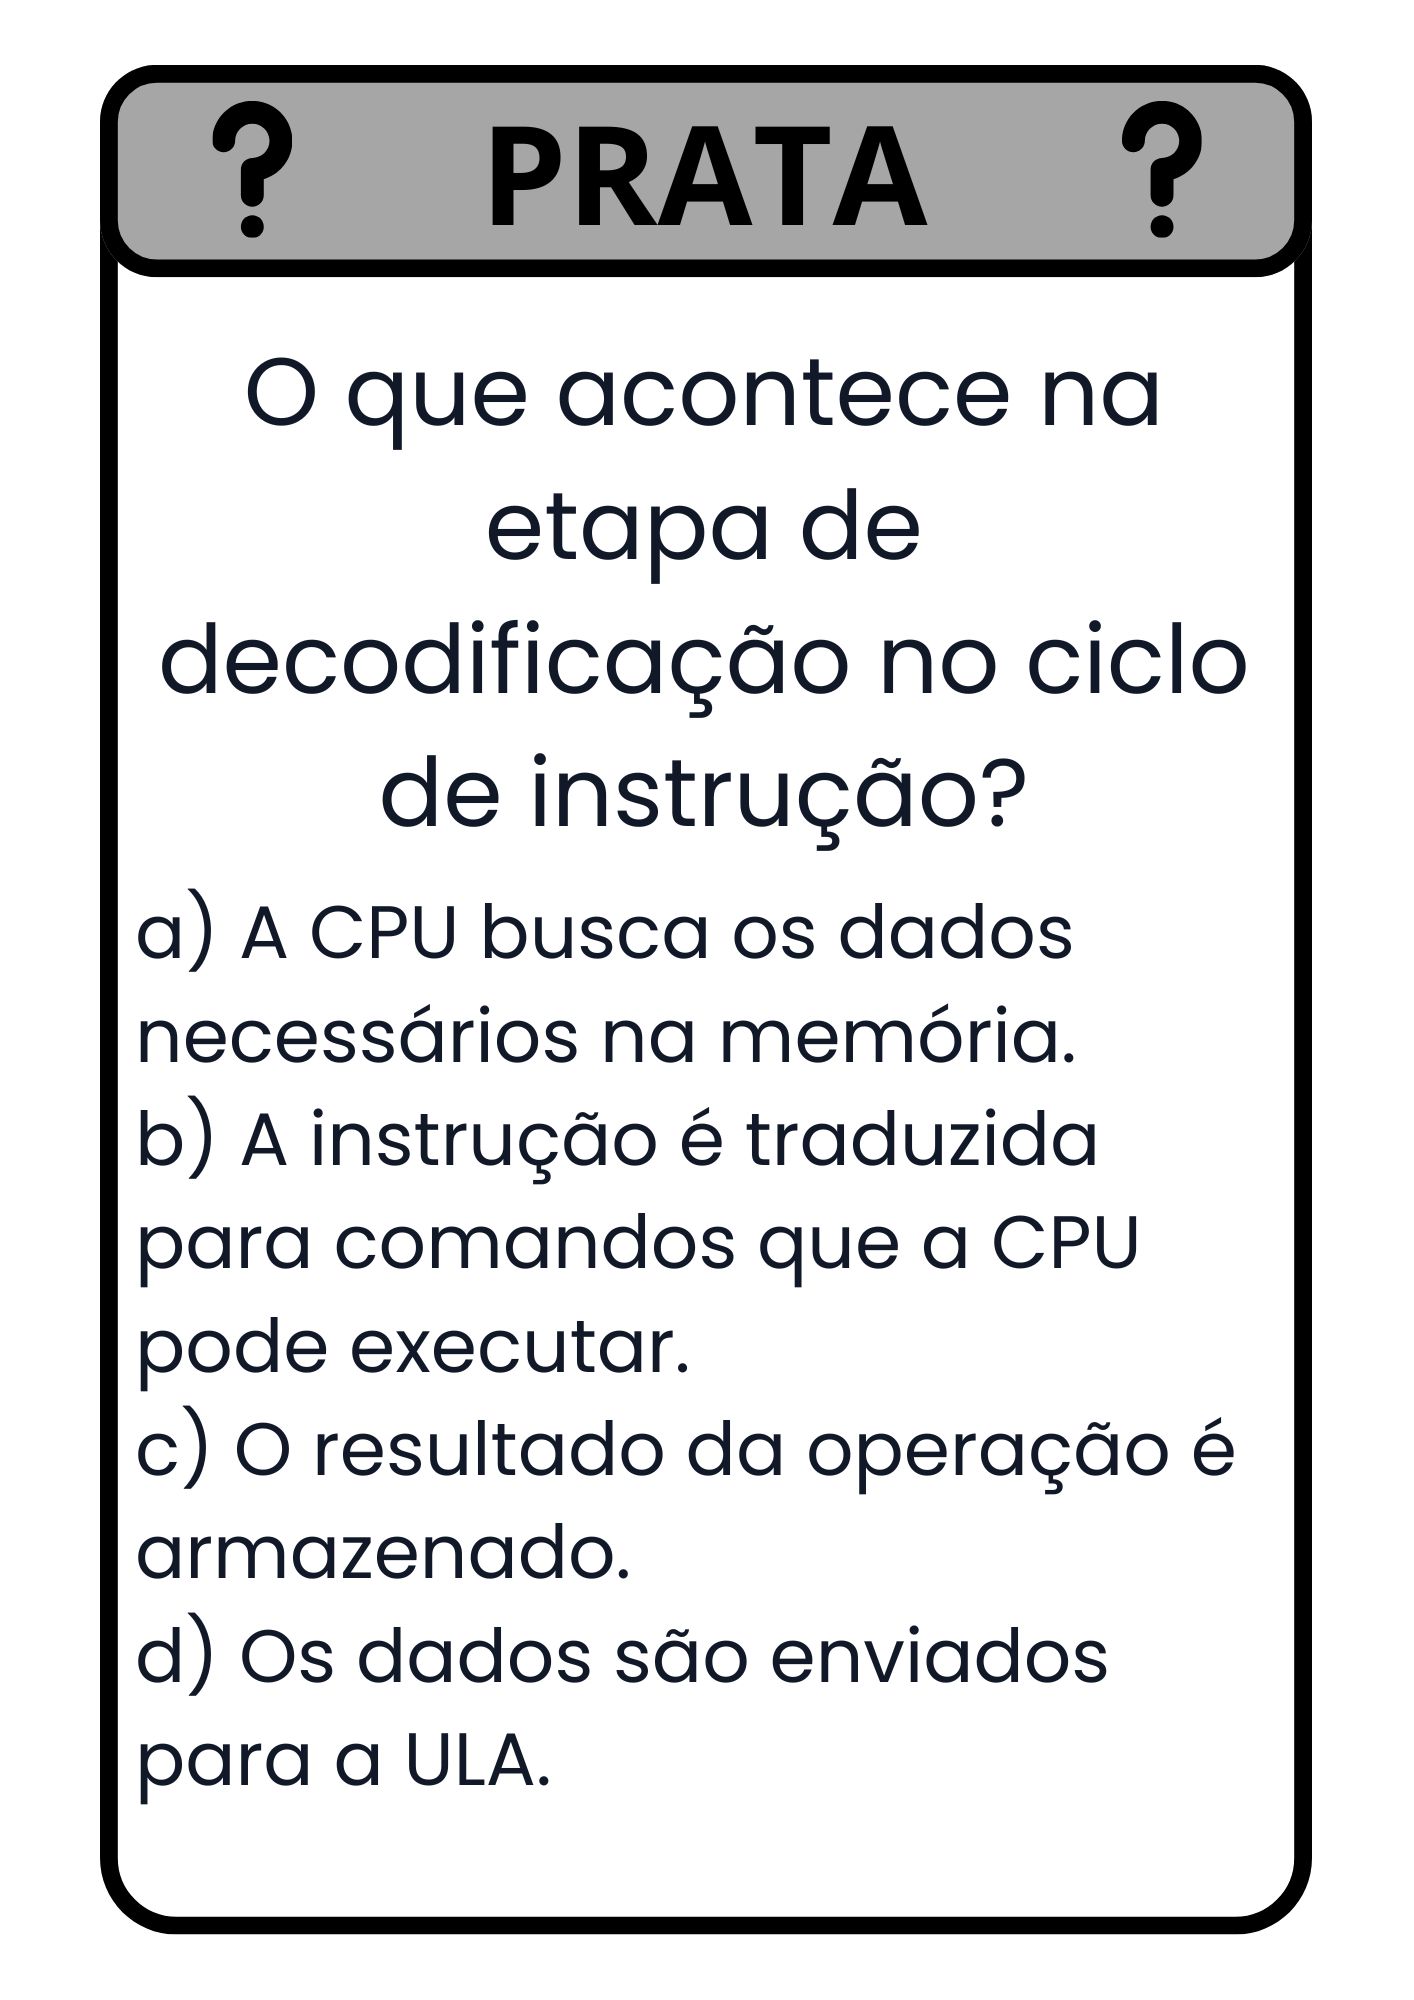 ? PRATA ?
O que acontece na
etapa de
decodificação no ciclo
de instrução?
a) A CPU busca os dados
necessários na memória.
b) A instrução é traduzida
para comandos que a CPU
pode executar.
c) O resultado da operação é
armazenado.
d) Os dados são enviados
para a ULA.